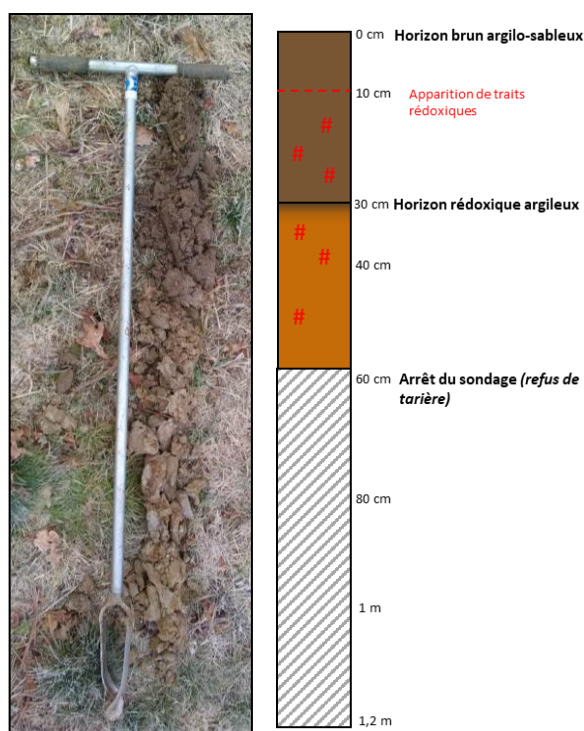 0 cm Horizon brun argilo-sableux
10 cm Apparition de traits
rédoxiques
#
#
#
30 cm Horizon rédoxique argileux
#
#
40 cm
#
60 cm Arrêt du sondage (refus de
tarière)
80 cm
1 m
1,2 m